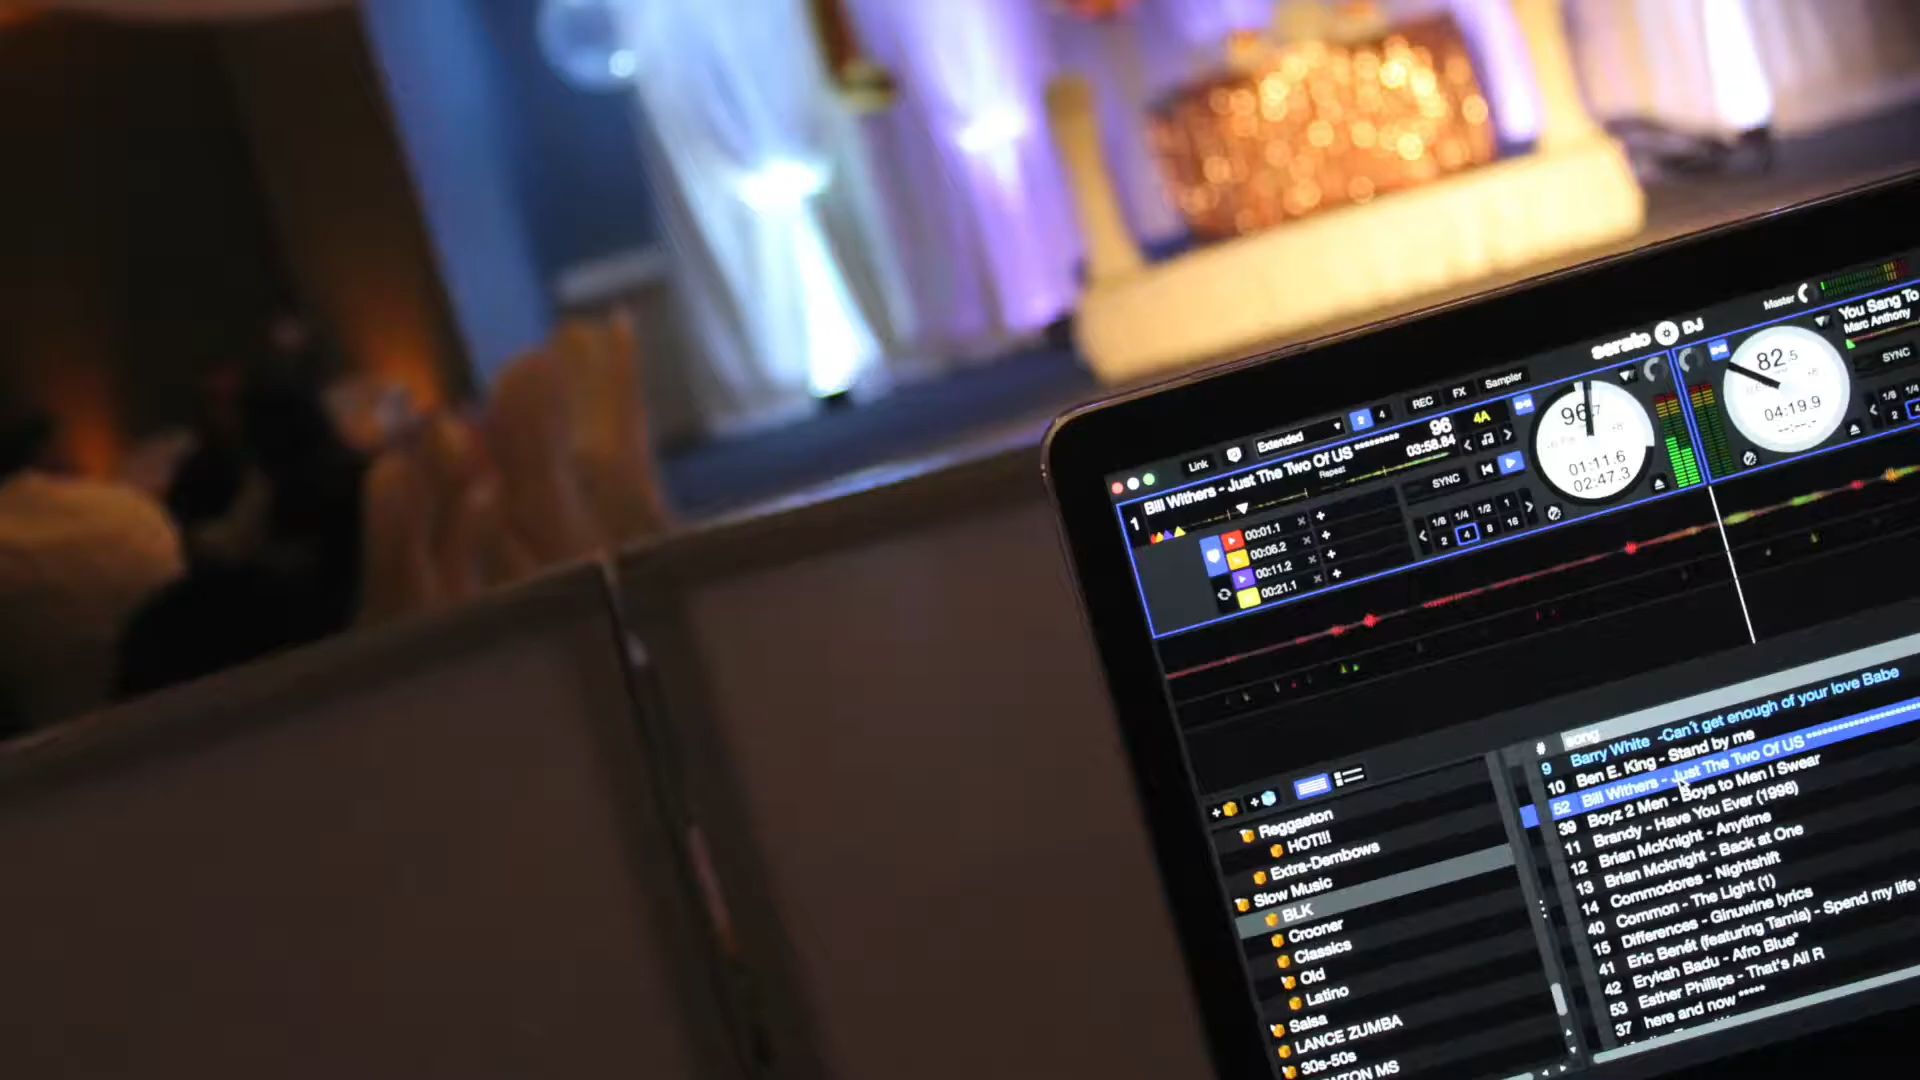 serato DJ
Master
Link
Extended
4
REC
FX
Sampler
1
Bill Withers - Just The Two Of US **********
Repeat
96
4A
03:58.84
SYNC
1/8 1/4 1/2 1
2 4 8 16
00:01.1
00:06.2
00:11.2
00:21.1
96.7
01:11.6
02:47.3
82.5
04:19.9
You Sang To
Marc Anthony
SYNC
1/8 1/4
2 4
Reggaeton
HOT!!!
Extra-Dembows
Slow Music
BLK
Crooner
Classics
Old
Latino
Salsa
LANCE ZUMBA
30s-50s
# song
9 Barry White -Can't get enough of your love Babe
10 Ben E. King - Stand by me
52 Bill Withers - Just The Two Of US
39 Boyz 2 Men - Boys to Men I Swear
11 Brandy - Have You Ever (1998)
12 Brian McKnight - Anytime
13 Brian Mcknight - Back at One
14 Commodores - Nightshift
40 Common - The Light (1)
15 Differences - Ginuwine lyrics
41 Eric Benét (featuring Tamia) - Spend my life
42 Erykah Badu - Afro Blue*
53 Esther Phillips - That's All R
37 here and now *****